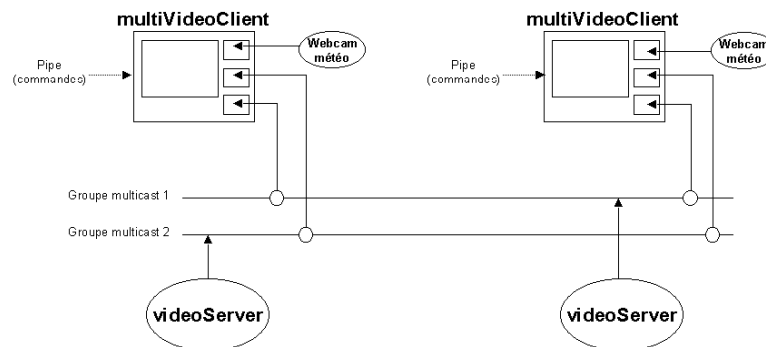 multiVideoClient
multiVideoClient
Webcam
météo
Webcam
météo
Pipe
(commandes)
Pipe
(commandes)
Groupe multicast 1
Groupe multicast 2
videoServer
videoServer